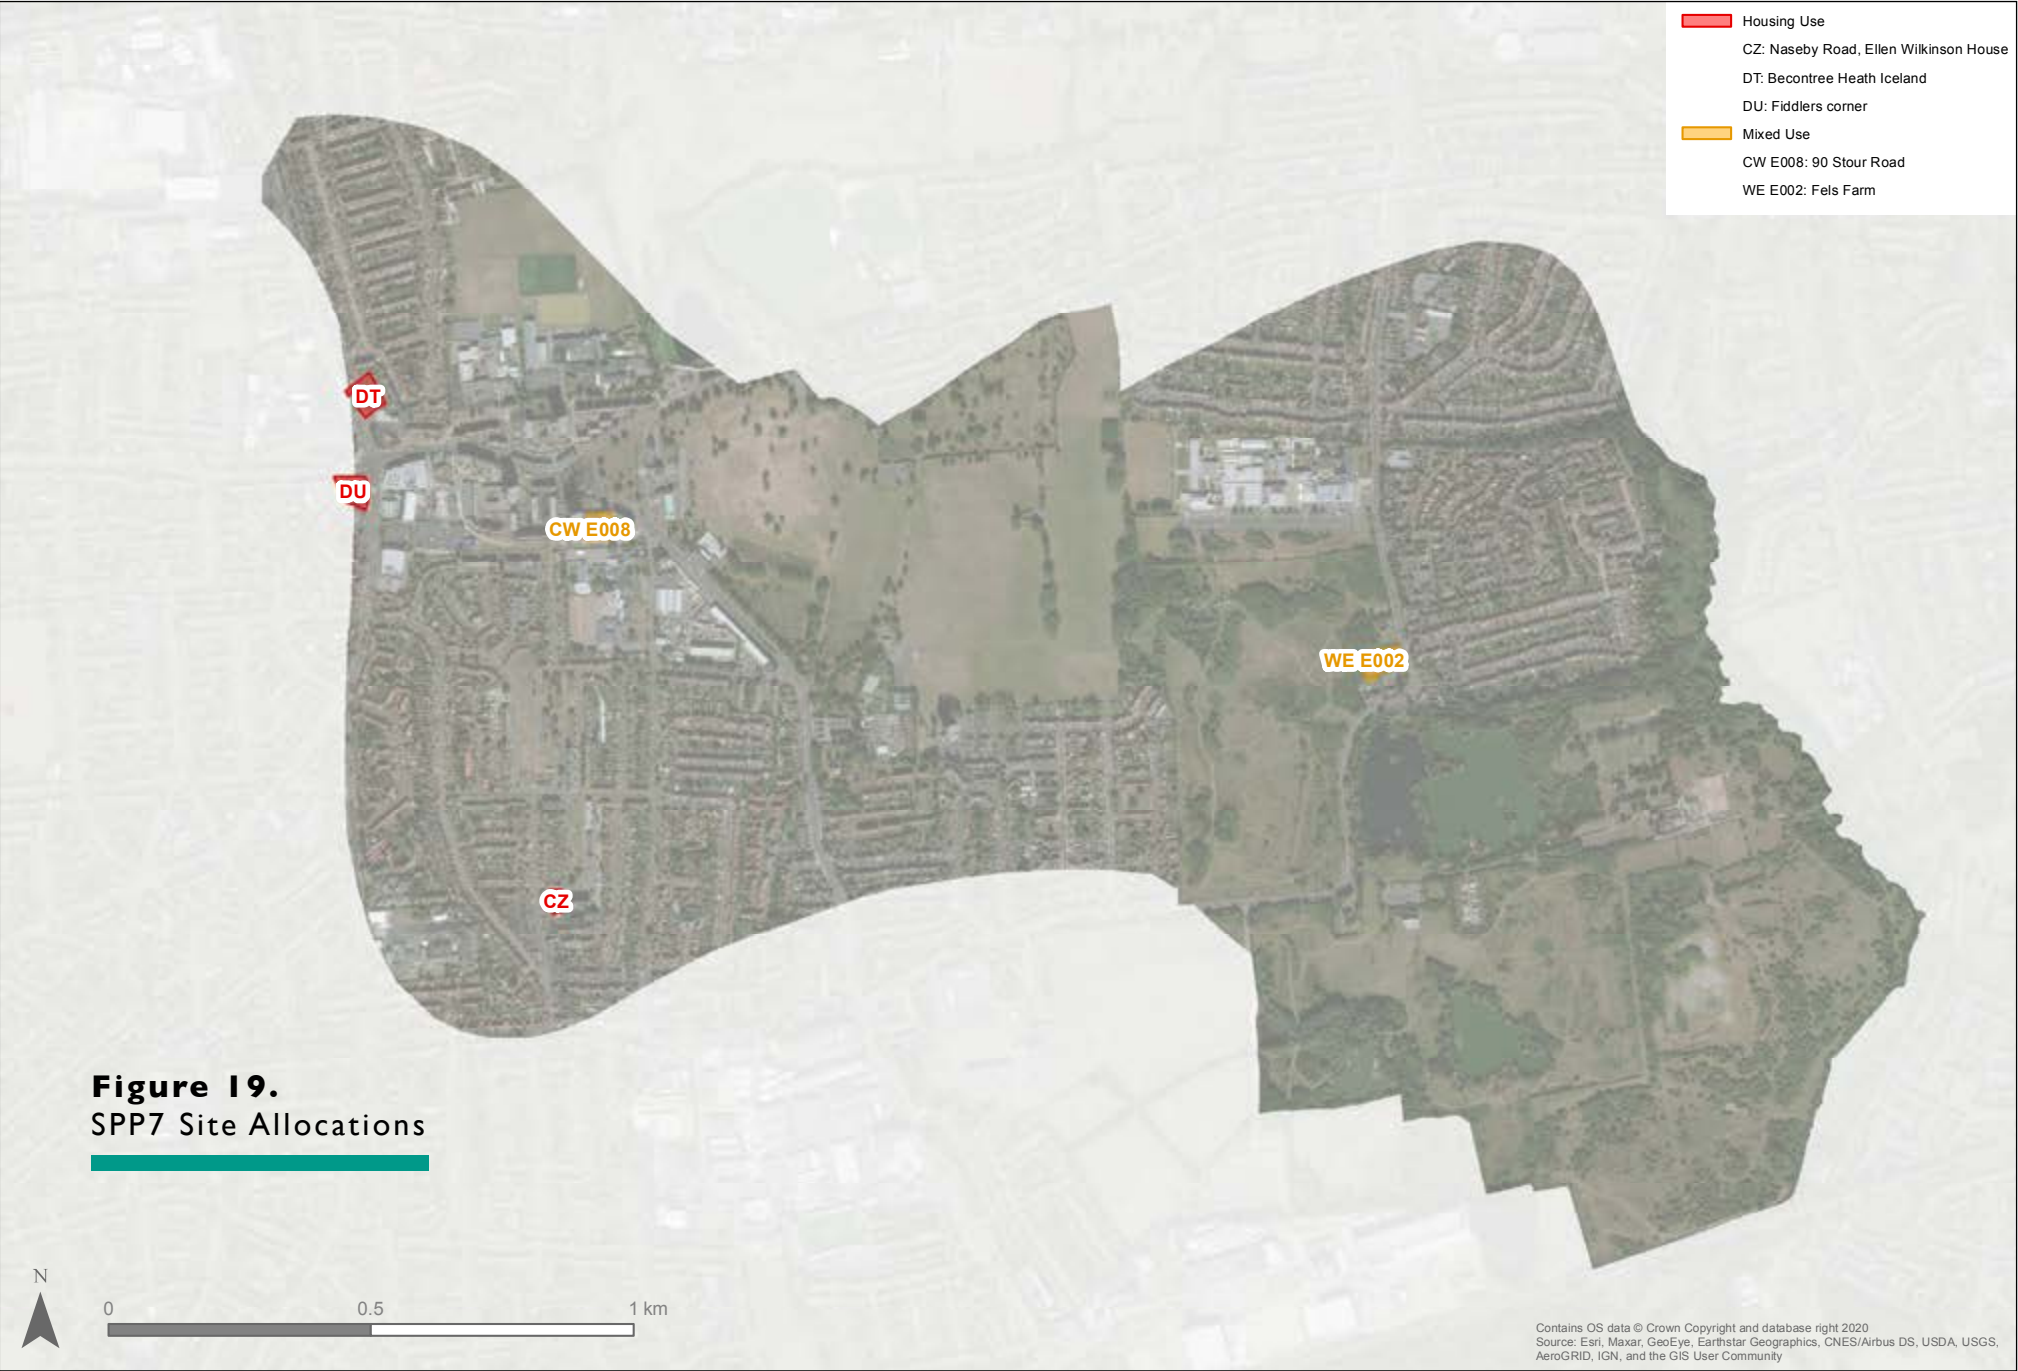 Housing Use
CZ: Naseby Road, Ellen Wilkinson House
DT: Becontree Heath Iceland
DU: Fiddlers corner
Mixed Use
CW E008: 90 Stour Road
WE E002: Fels Farm
DT
DU
CW E008
WE E002
CZ
Figure 19.
SPP7 Site Allocations
N
0 0.5 1 km
Contains OS data © Crown Copyright and database right 2020
Source: Esri, Maxar, GeoEye, Earthstar Geographics, CNES/Airbus DS, USDA, USGS,
AeroGRID, IGN, and the GIS User Community